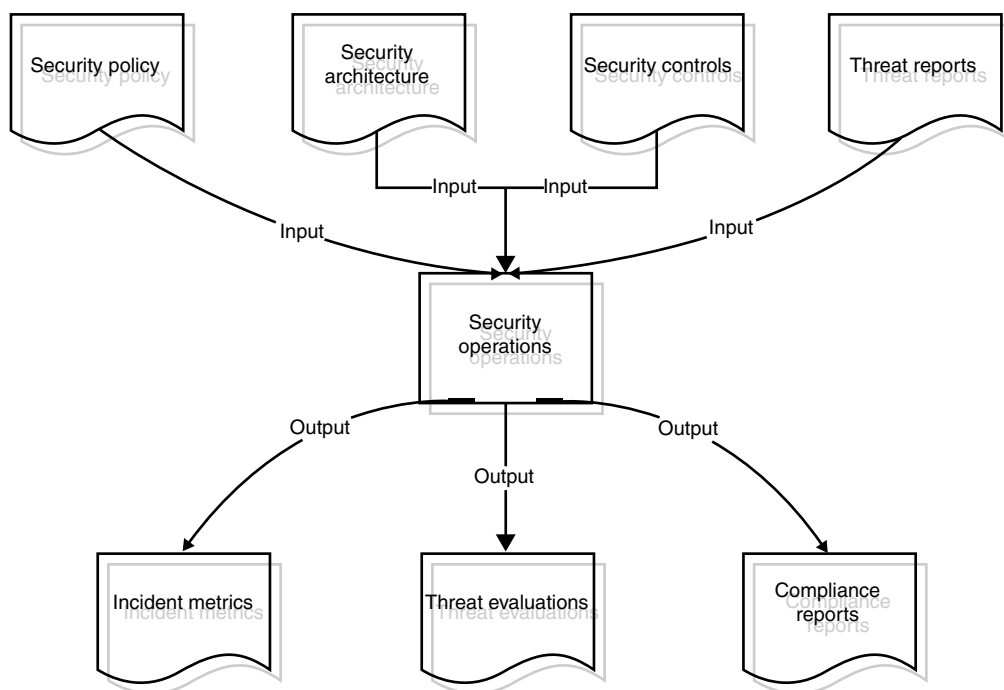 Security policy
Security
architecture
Security controls
Threat reports
Input
Input
Input
Input
Security
operations
Output
Output
Output
Incident metrics
Threat evaluations
Compliance
reports